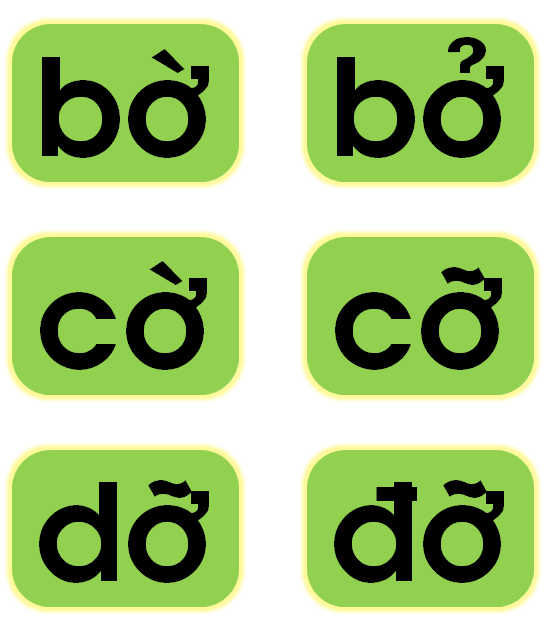 bờ bở
cờ cỡ
dỡ đỡ